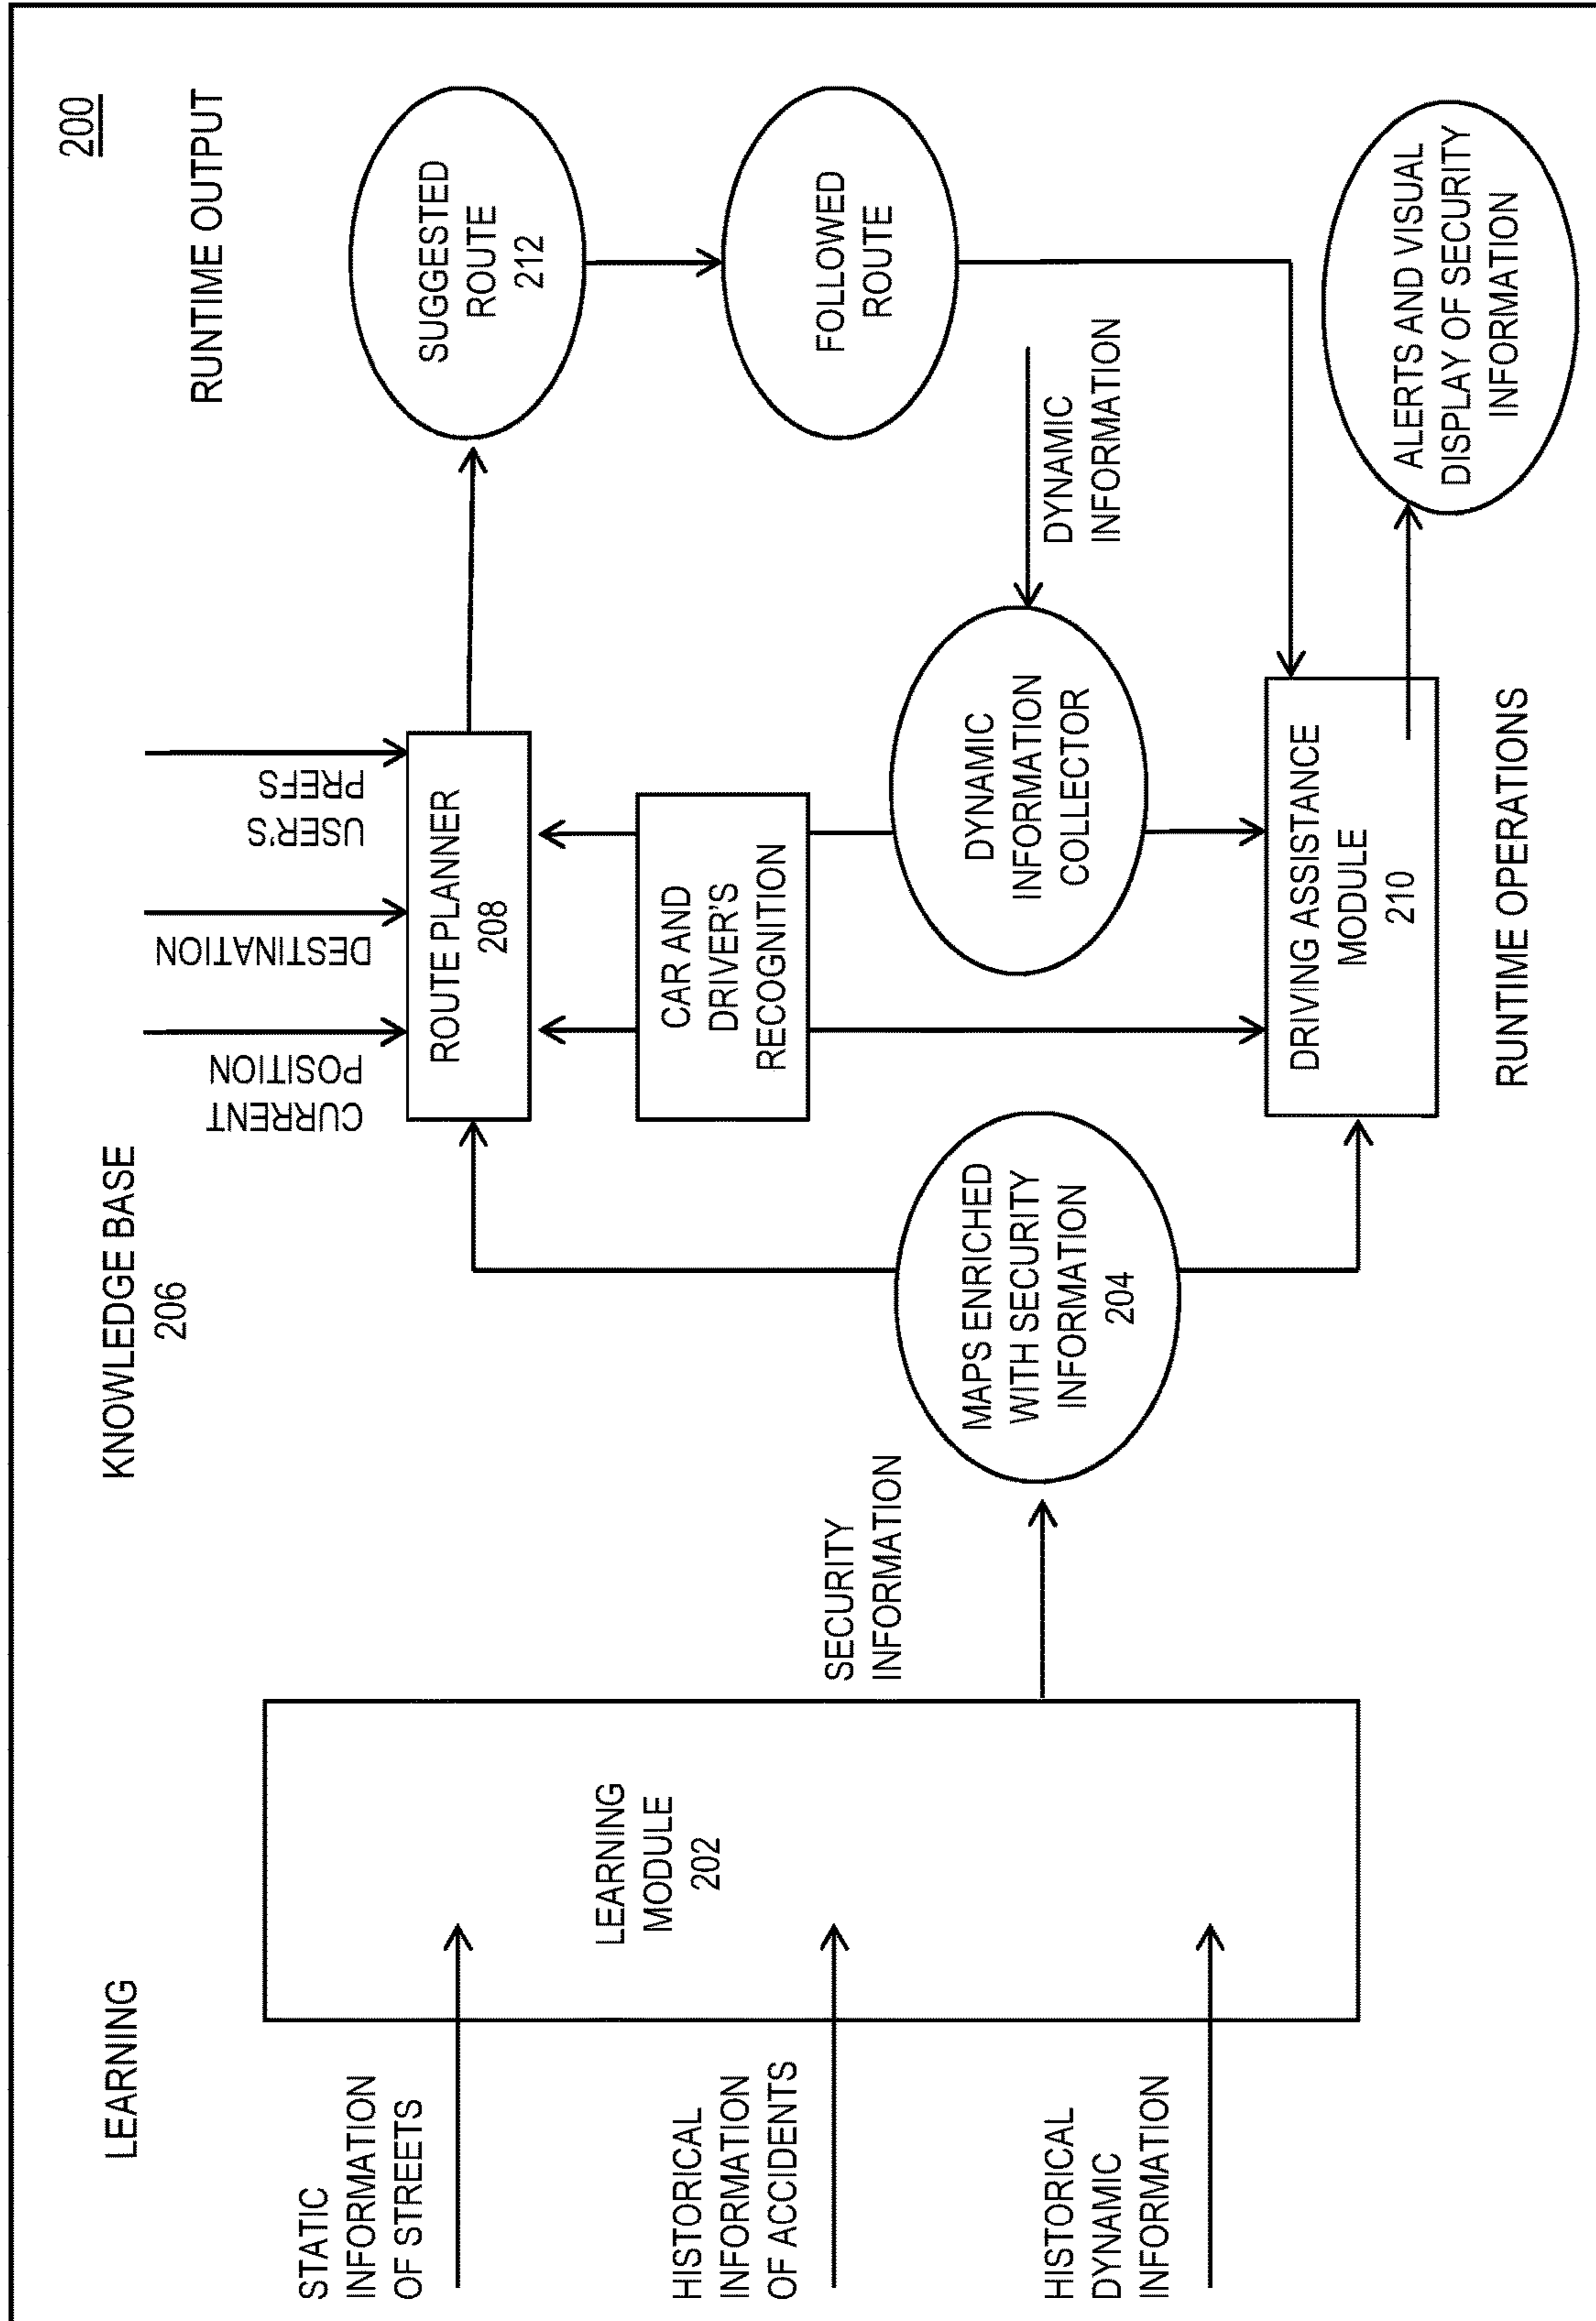 200
LEARNING
KNOWLEDGE BASE
206
RUNTIME OUTPUT
STATIC
INFORMATION
OF STREETS
HISTORICAL
INFORMATION
OF ACCIDENTS
HISTORICAL
DYNAMIC
INFORMATION
LEARNING
MODULE
202
SECURITY
INFORMATION
MAPS ENRICHED
WITH SECURITY
INFORMATION
204
CURRENT
POSITION
DESTINATION
USER'S
PREFS
ROUTE PLANNER
208
CAR AND
DRIVER'S
RECOGNITION
DYNAMIC
INFORMATION
COLLECTOR
DYNAMIC
INFORMATION
DRIVING ASSISTANCE
MODULE
210
RUNTIME OPERATIONS
SUGGESTED
ROUTE
212
FOLLOWED
ROUTE
ALERTS AND VISUAL
DISPLAY OF SECURITY
INFORMATION